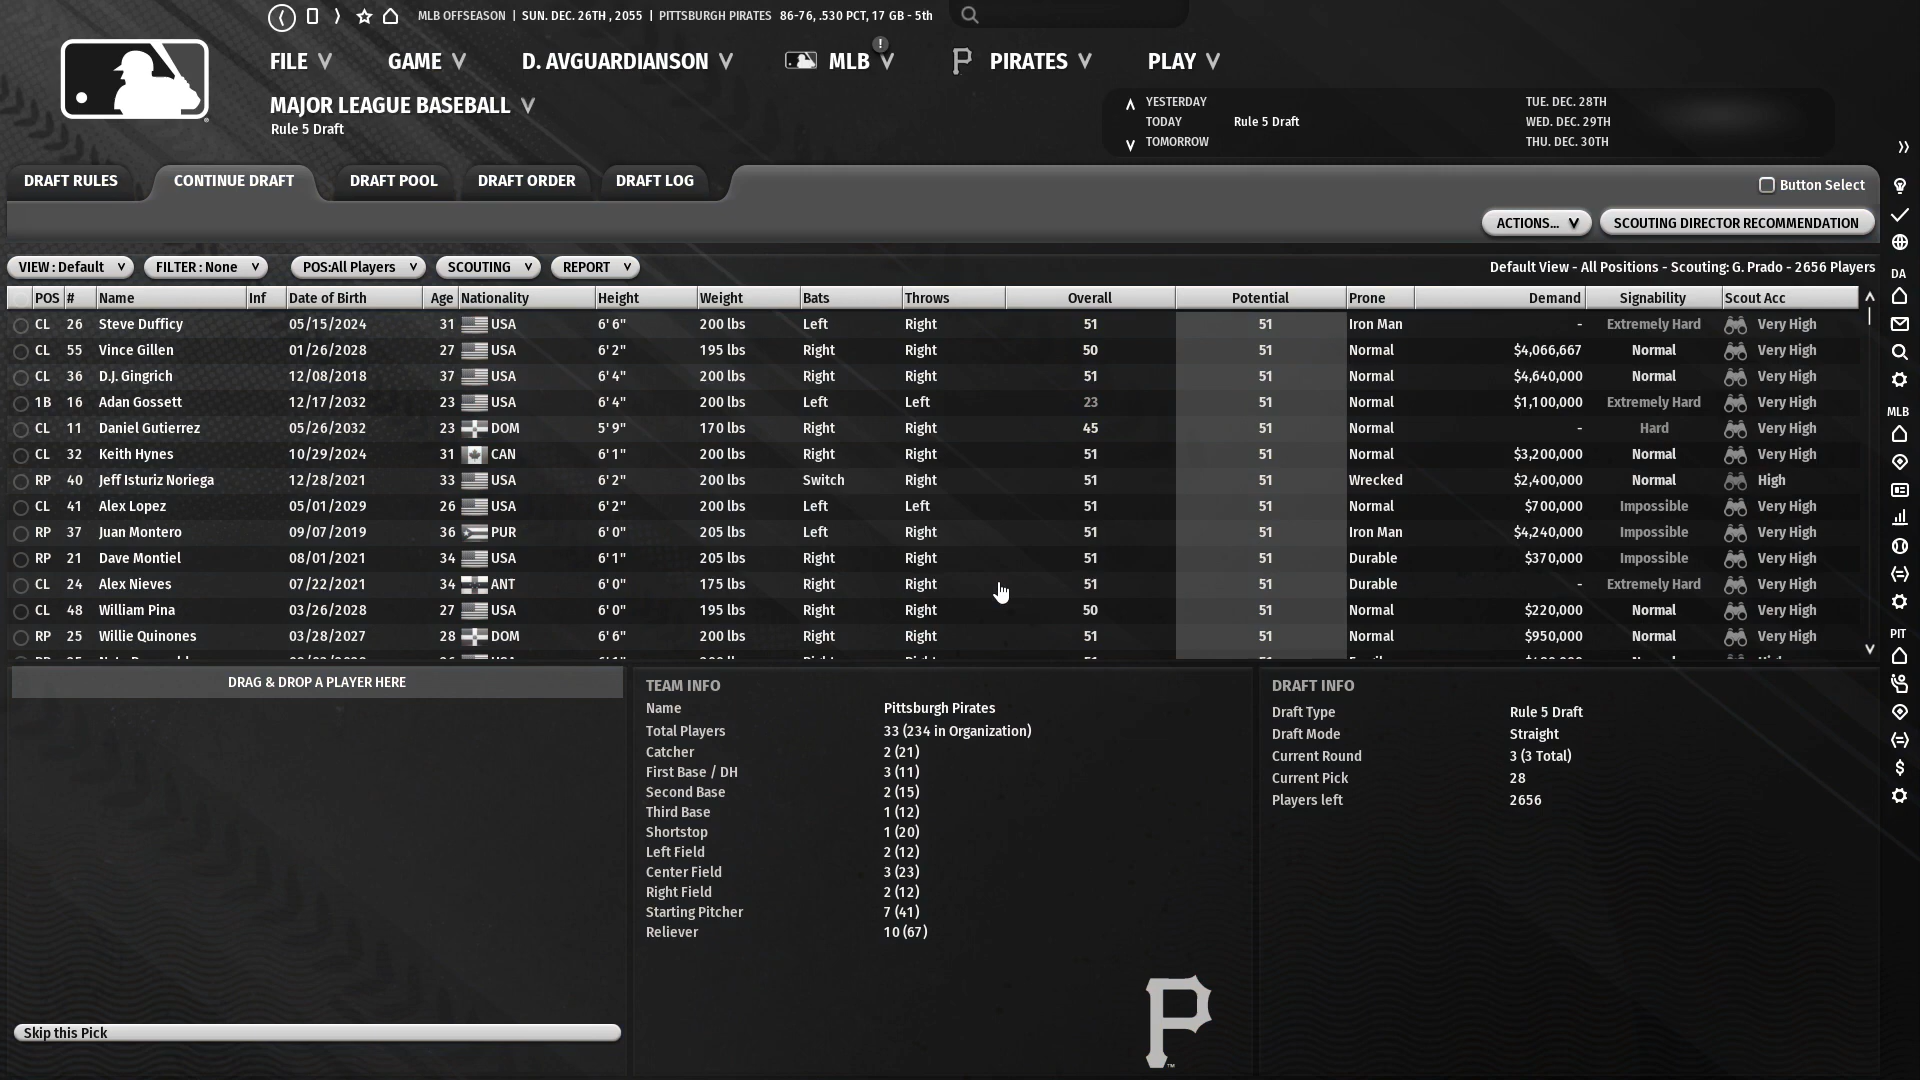 MLB OFFSEASON | SUN. DEC. 26TH , 2055 | PITTSBURGH PIRATES 86-76, .530 PCT, 17 GB - 5th
FILE GAME D. AVGUARDIANSON MLB ! P PIRATES PLAY
MAJOR LEAGUE BASEBALL
Rule 5 Draft
YESTERDAY TUE. DEC. 28TH
TODAY Rule 5 Draft WED. DEC. 29TH
TOMORROW THU. DEC. 30TH
DRAFT RULES CONTINUE DRAFT DRAFT POOL DRAFT ORDER DRAFT LOG Button Select
ACTIONS... SCOUTING DIRECTOR RECOMMENDATION
VIEW : Default FILTER : None POS:All Players SCOUTING REPORT Default View - All Positions - Scouting: G. Prado - 2656 Players
POS # Name Inf Date of Birth Age Nationality Height Weight Bats Throws Overall Potential Prone Demand Signability Scout Acc
CL 26 Steve Dufficy 05/15/2024 31 USA 6' 6" 200 lbs Left Right 51 51 Iron Man - Extremely Hard Very High
CL 55 Vince Gillen 01/26/2028 27 USA 6' 2" 195 lbs Right Right 50 51 Normal $4,066,667 Normal Very High
CL 36 D.J. Gingrich 12/08/2018 37 USA 6' 4" 200 lbs Right Right 51 51 Normal $4,640,000 Normal Very High
1B 16 Adan Gossett 12/17/2032 23 USA 6' 4" 200 lbs Left Left 23 51 Normal $1,100,000 Extremely Hard Very High
CL 11 Daniel Gutierrez 05/26/2032 23 DOM 5' 9" 170 lbs Right Right 45 51 Normal - Hard Very High
CL 32 Keith Hynes 10/29/2024 31 CAN 6' 1" 200 lbs Right Right 51 51 Normal $3,200,000 Normal Very High
RP 40 Jeff Isturiz Noriega 12/28/2021 33 USA 6' 2" 200 lbs Switch Right 51 51 Wrecked $2,400,000 Normal High
CL 41 Alex Lopez 05/01/2029 26 USA 6' 2" 200 lbs Left Left 51 51 Normal $700,000 Impossible Very High
RP 37 Juan Montero 09/07/2019 36 PUR 6' 0" 205 lbs Left Right 51 51 Iron Man $4,240,000 Impossible Very High
RP 21 Dave Montiel 08/01/2021 34 USA 6' 1" 205 lbs Right Right 51 51 Durable $370,000 Impossible Very High
CL 24 Alex Nieves 07/22/2021 34 ANT 6' 0" 175 lbs Right Right 51 51 Durable - Extremely Hard Very High
CL 48 William Pina 03/26/2028 27 USA 6' 0" 195 lbs Right Right 50 51 Normal $220,000 Normal Very High
RP 25 Willie Quinones 03/28/2027 28 DOM 6' 6" 200 lbs Right Right 51 51 Normal $950,000 Normal Very High
DRAG & DROP A PLAYER HERE
Skip this Pick
TEAM INFO
Name Pittsburgh Pirates
Total Players 33 (234 in Organization)
Catcher 2 (21)
First Base / DH 3 (11)
Second Base 2 (15)
Third Base 1 (12)
Shortstop 1 (20)
Left Field 2 (12)
Center Field 3 (23)
Right Field 2 (12)
Starting Pitcher 7 (41)
Reliever 10 (67)
P
DRAFT INFO
Draft Type Rule 5 Draft
Draft Mode Straight
Current Round 3 (3 Total)
Current Pick 28
Players left 2656
DA
MLB
PIT